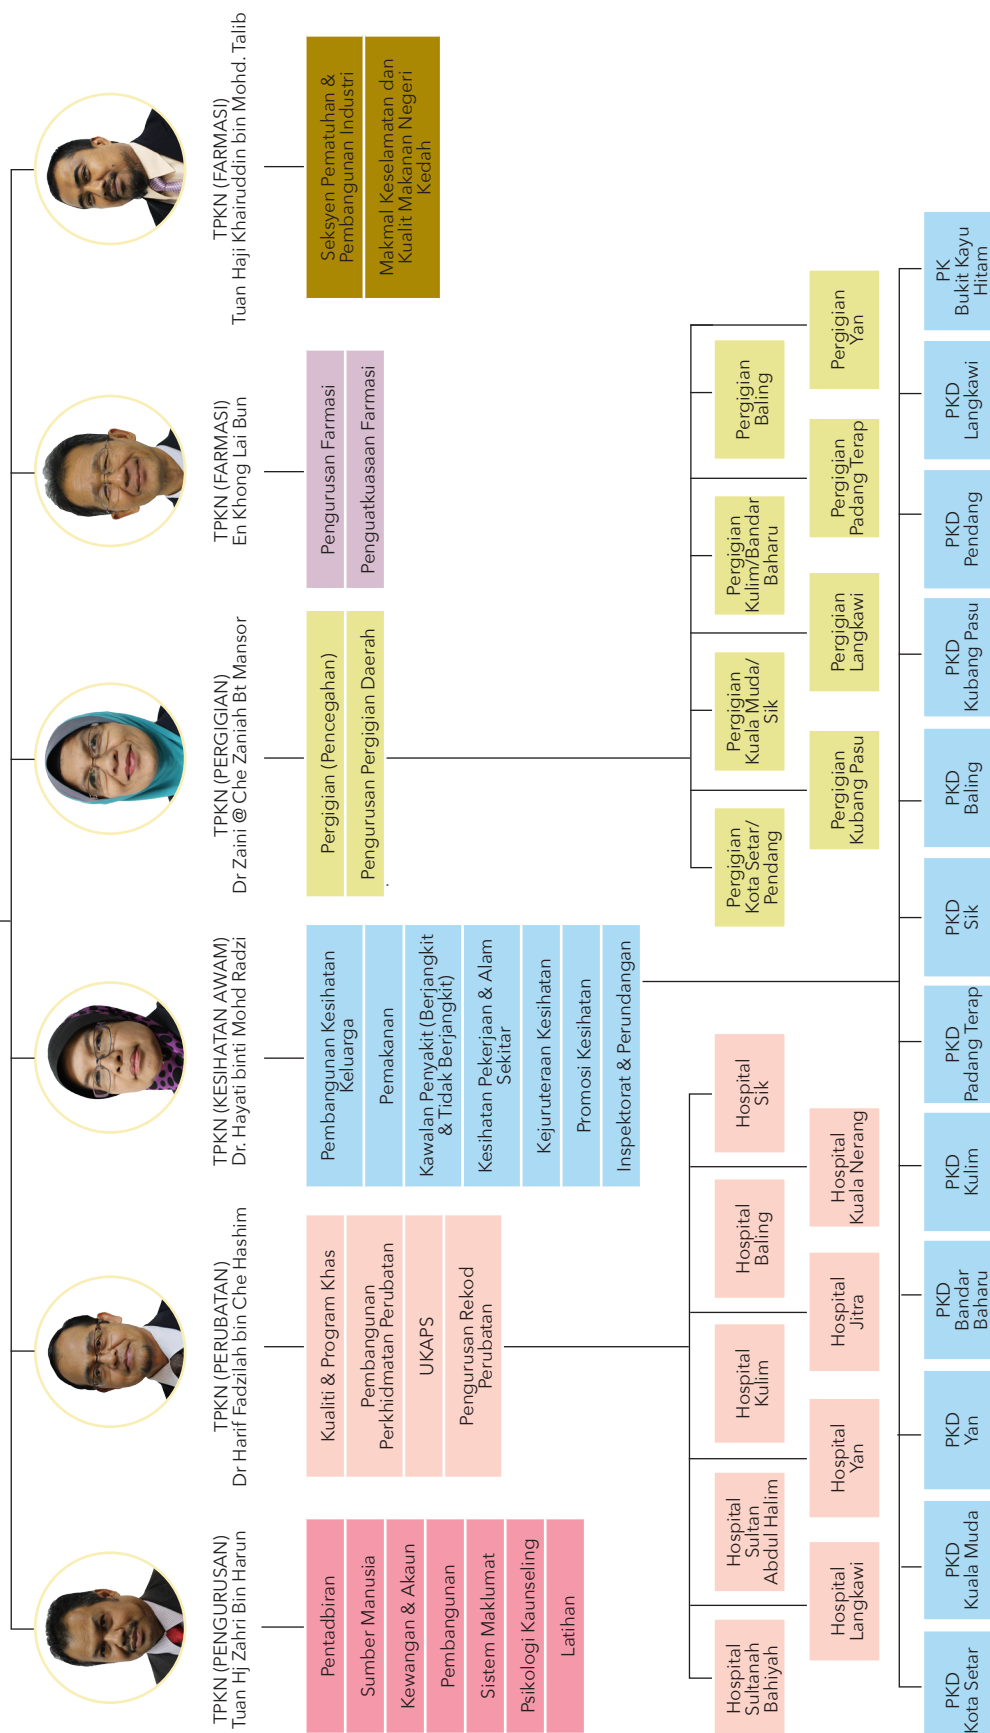 TPKN (PENGURUSAN)
Tuan Hj Zahri Bin Harun
Pentadbiran
Sumber Manusia
Kewangan & Akaun
Pembangunan
Sistem Maklumat
Psikologi Kaunseling
Latihan
TPKN (PERUBATAN)
Dr Harif Fadzilah bin Che Hashim
Kualiti & Program Khas
Pembangunan
Perkhidmatan Perubatan
UKAPS
Pengurusan Rekod
Perubatan
TPKN (KESIHATAN AWAM)
Dr. Hayati binti Mohd Radzi
Pembangunan Kesihatan
Keluarga
Pemakanan
Kawalan Penyakit (Berjangkit
& Tidak Berjangkit)
Kesihatan Pekerjaan & Alam
Sekitar
Kejuruteraan Kesihatan
Promosi Kesihatan
Inspektorat & Perundangan
TPKN (PERGIGIAN)
Dr Zaini @ Che Zaniah Bt Mansor
Pergigian (Pencegahan)
Pengurusan Pergigian Daerah
TPKN (FARMASI)
En Khong Lai Bun
Pengurusan Farmasi
Penguatkuasaan Farmasi
TPKN (FARMASI)
Tuan Haji Khairuddin bin Mohd. Talib
Seksyen Pematuhan &
Pembangunan Industri
Makmal Keselamatan dan
Kualit Makanan Negeri
Kedah
Hospital
Sultanah
Bahiyah
Hospital
Sultan
Abdul Halim
Hospital
Kulim
Hospital
Baling
Hospital
Sik
Hospital
Langkawi
Hospital
Yan
Hospital
Jitra
Hospital
Kuala Nerang
Pergigian
Kota Setar/
Pendang
Pergigian
Kuala Muda/
Sik
Pergigian
Kulim/Bandar
Baharu
Pergigian
Baling
Pergigian
Kubang Pasu
Pergigian
Langkawi
Pergigian
Padang Terap
Pergigian
Yan
PKD
Kota Setar
PKD
Kuala Muda
PKD
Yan
PKD
Bandar
Baharu
PKD
Kulim
PKD
Padang Terap
PKD
Sik
PKD
Baling
PKD
Kubang Pasu
PKD
Pendang
PKD
Langkawi
PK
Bukit Kayu
Hitam